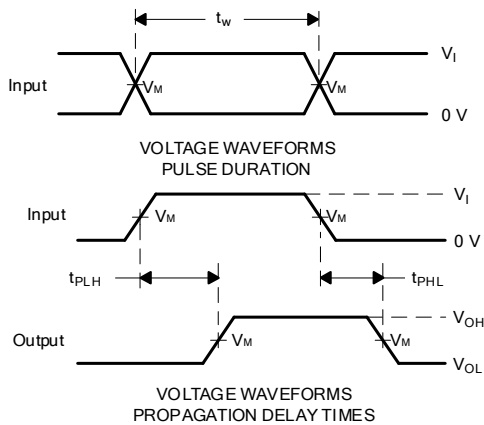 tw
VI
Input
VM
VM
0 V
VOLTAGE WAVEFORMS
PULSE DURATION
VI
Input
VM
VM
0 V
tPLH
tPHL
VOH
Output
VM
VM
VOL
VOLTAGE WAVEFORMS
PROPAGATION DELAY TIMES